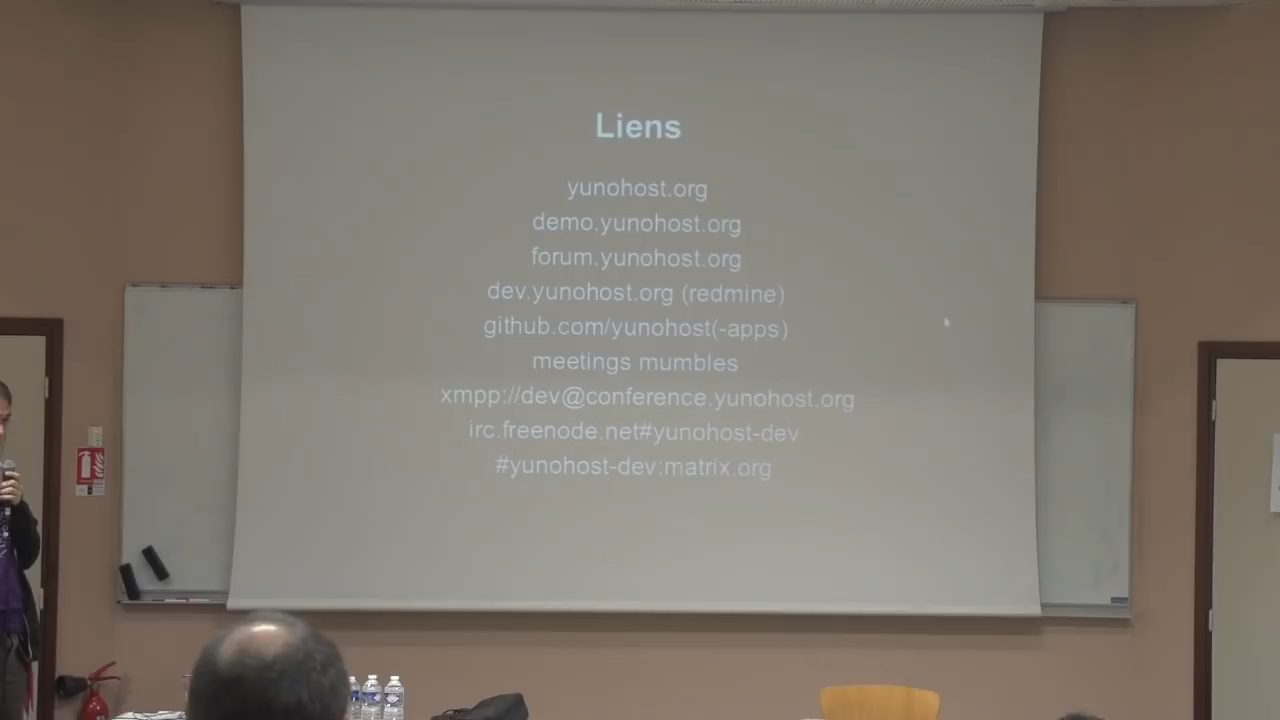 Liens
yunohost.org
demo.yunohost.org
forum.yunohost.org
dev.yunohost.org (redmine)
github.com/yunohost(-apps)
meetings mumbles
xmpp://dev@conference.yunohost.org
irc.freenode.net#yunohost-dev
#yunohost-dev:matrix.org